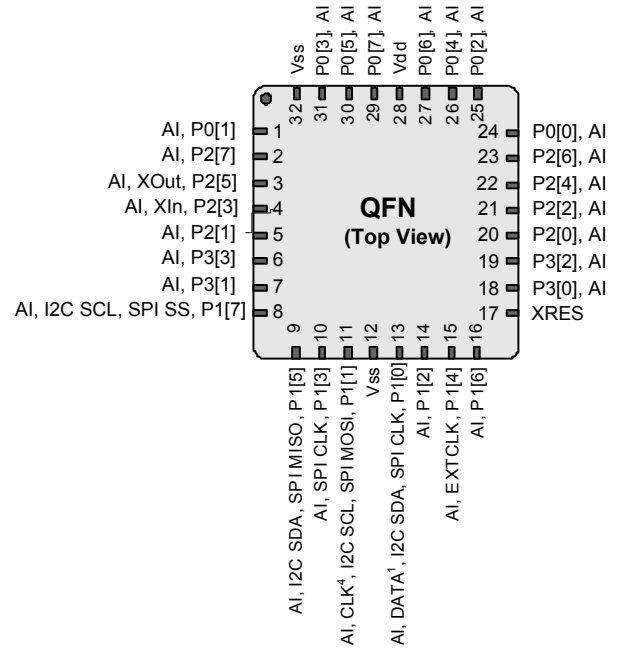 Vss
P0[3], AI
P0[5], AI
P0[7], AI
Vdd
P0[6], AI
P0[4], AI
P0[2], AI
32
31
30
29
28
27
26
25
AI, P0[1] 1
AI, P2[7] 2
AI, XOut, P2[5] 3
AI, XIn, P2[3] 4
AI, P2[1] 5
AI, P3[3] 6
AI, P3[1] 7
AI, I2C SCL, SPI SS, P1[7] 8
QFN
(Top View)
24 P0[0], AI
23 P2[6], AI
22 P2[4], AI
21 P2[2], AI
20 P2[0], AI
19 P3[2], AI
18 P3[0], AI
17 XRES
9
10
11
12
13
14
15
16
AI, I2C SDA, SPI MISO, P1[5]
AI, SPI CLK, P1[3]
AI, CLK⁴, I2C SCL, SPI MOSI, P1[1]
Vss
AI, DATA¹, I2C SDA, SPI CLK, P1[0]
AI, P1[2]
AI, EXTCLK, P1[4]
AI, P1[6]